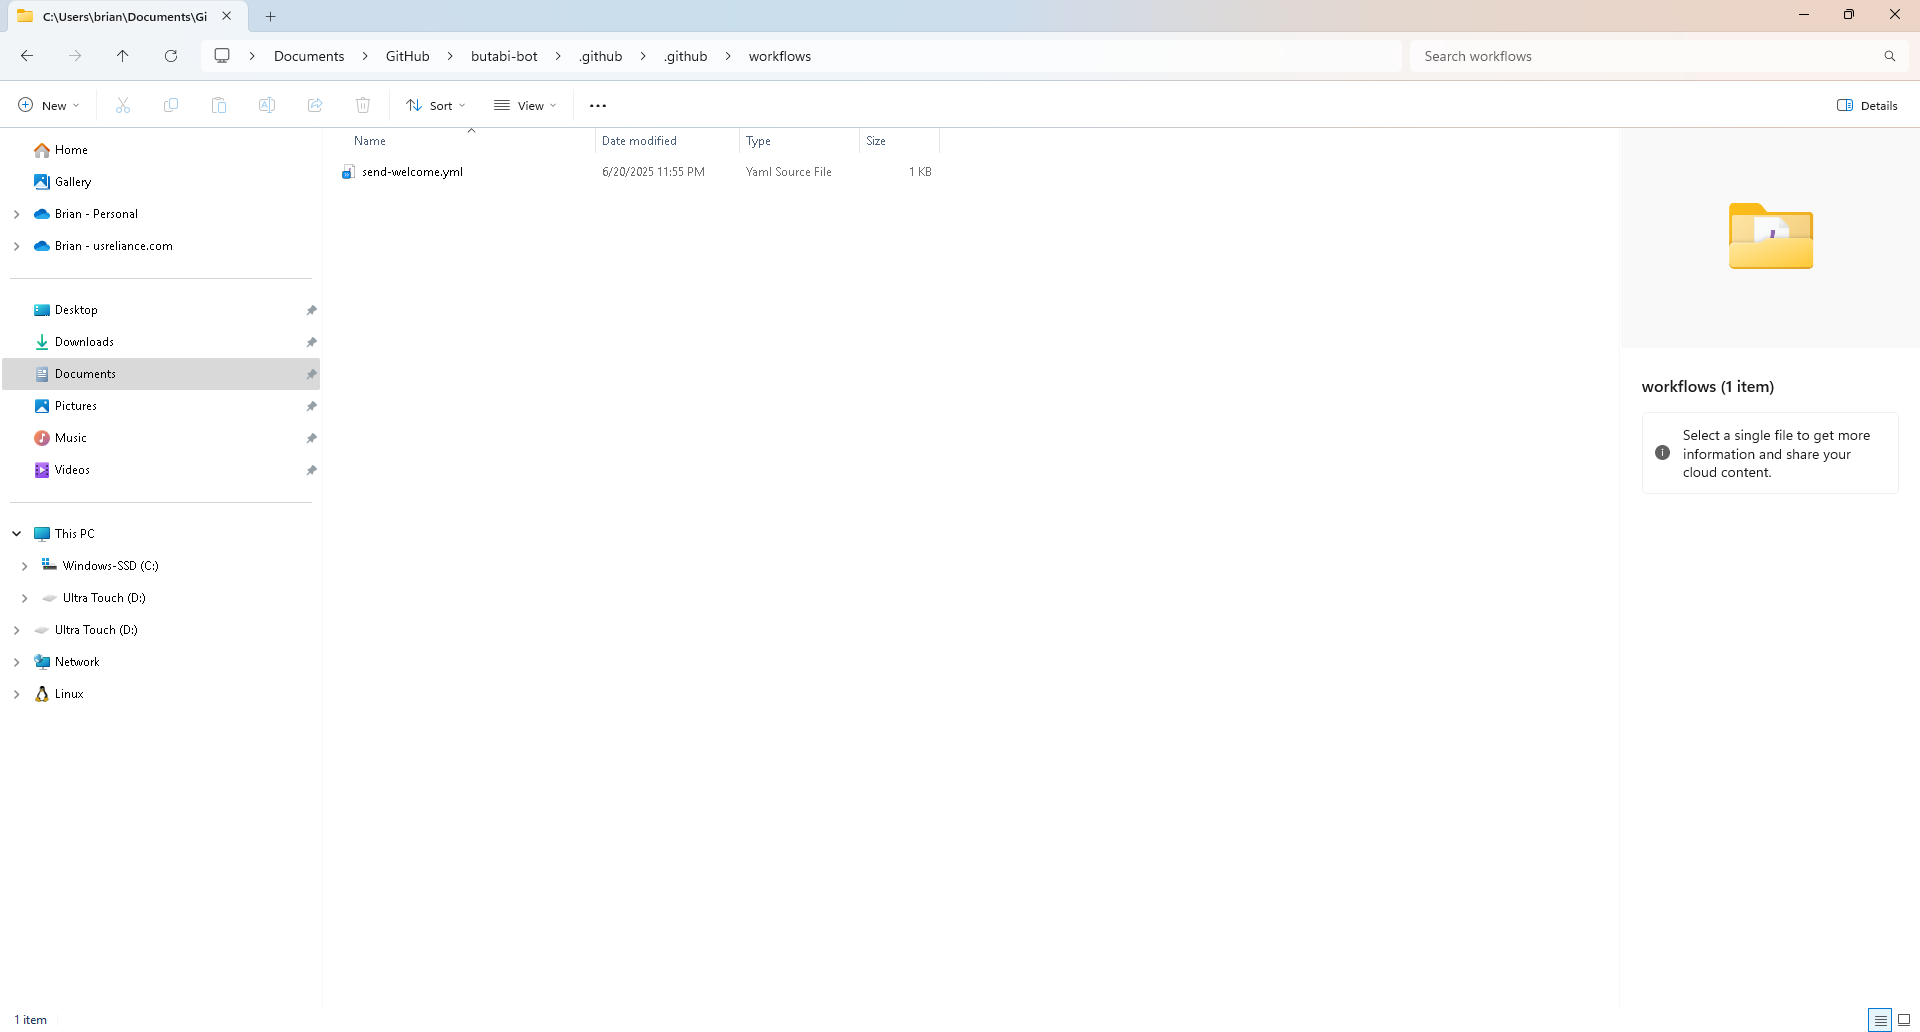 C:\Users\brian\Documents\Gi
Documents > GitHub > butabi-bot > .github > .github > workflows
Search workflows
New
Sort
View
Details
Name
Date modified
Type
Size
send-welcome.yml
6/20/2025 11:55 PM
Yaml Source File
1 KB
Home
Gallery
Brian - Personal
Brian - usreliance.com
Desktop
Downloads
Documents
Pictures
Music
Videos
This PC
Windows-SSD (C:)
Ultra Touch (D:)
Ultra Touch (D:)
Network
Linux
workflows (1 item)
Select a single file to get more
information and share your
cloud content.
1 item